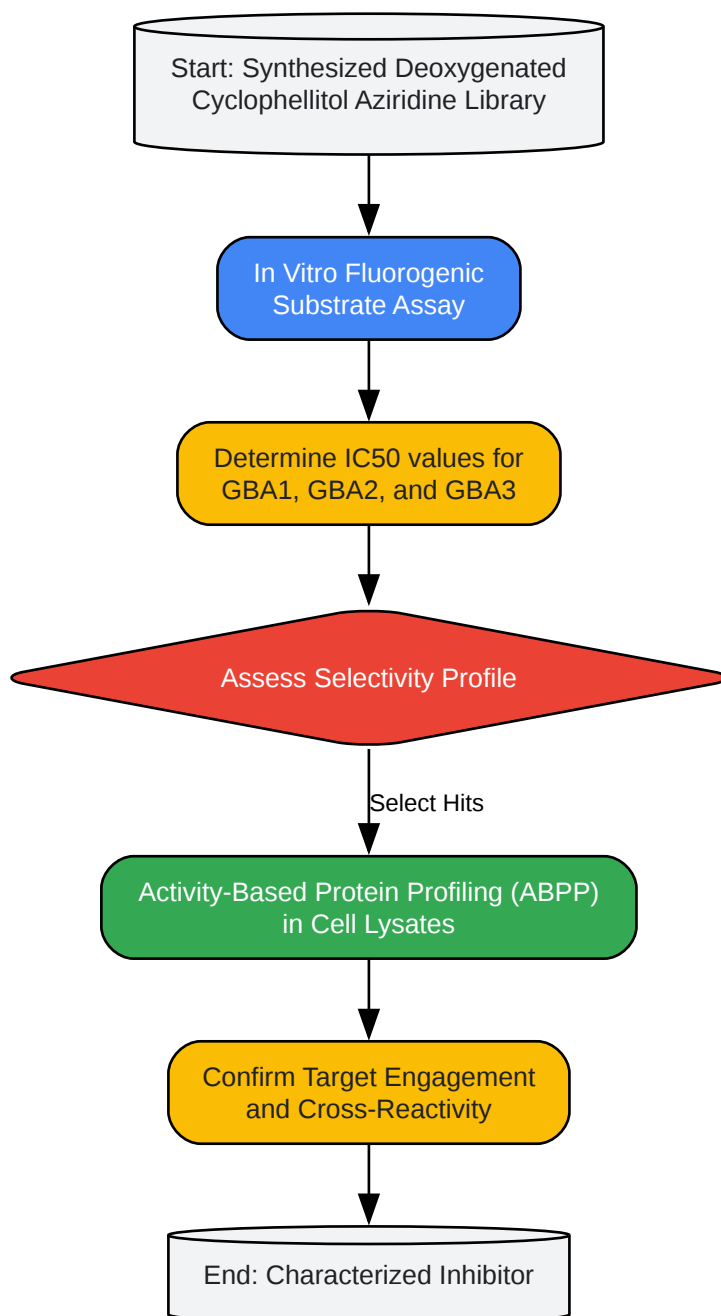 Start: Synthesized Deoxygenated
Cyclophellitol Aziridine Library
In Vitro Fluorogenic
Substrate Assay
Determine IC50 values for
GBA1, GBA2, and GBA3
Assess Selectivity Profile
Select Hits
Activity-Based Protein Profiling (ABPP)
in Cell Lysates
Confirm Target Engagement
and Cross-Reactivity
End: Characterized Inhibitor